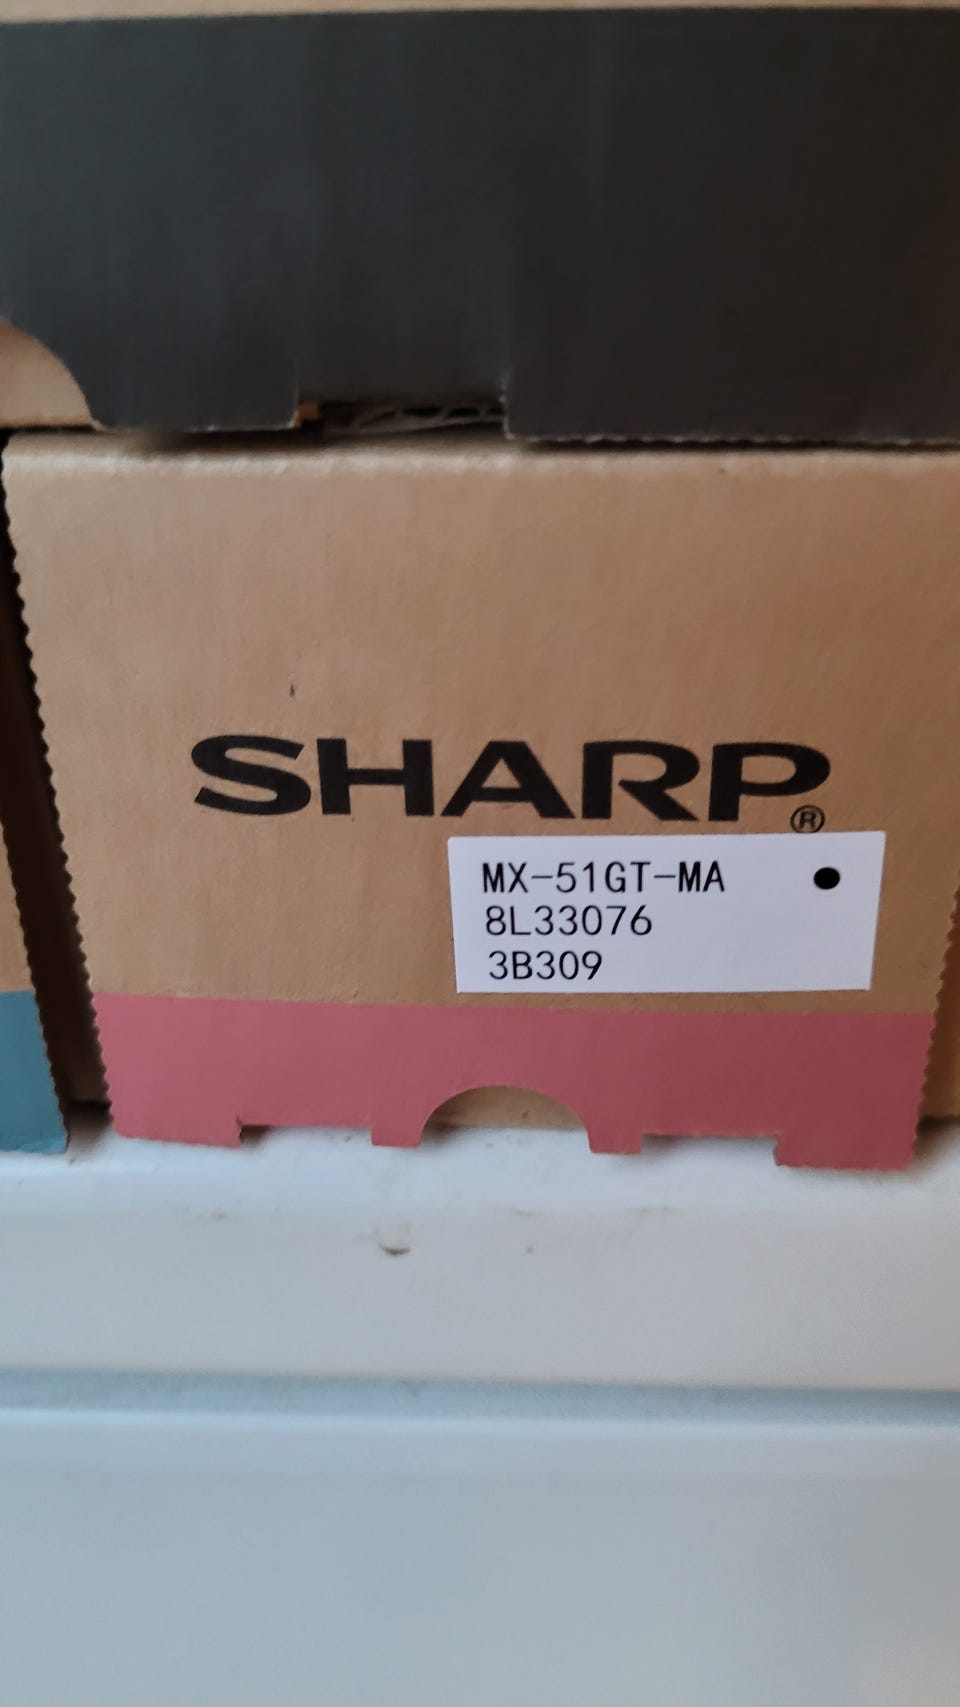 SHARP®
MX-51GT-MA ●
8L33076
3B309